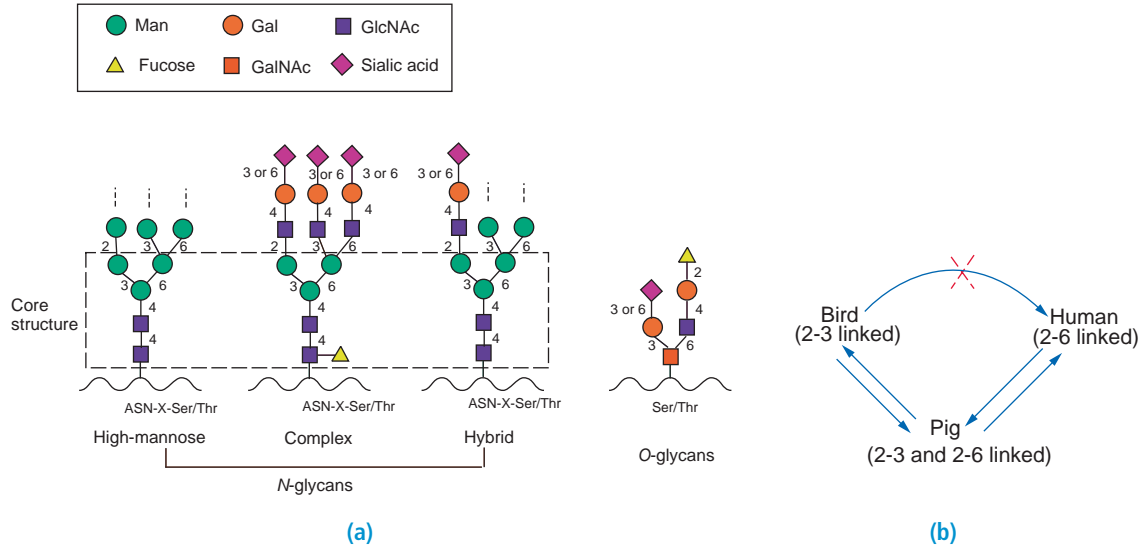 Man
Gal
GlcNAc
Fucose
GalNAc
Sialic acid
3 or 6
3 or 6
3 or 6
3 or 6
4
4
4
4
2
3
6
2
3
6
2
3
6
3
6
3
6
3
6
Core
structure
4
4
4
4
4
4
ASN-X-Ser/Thr
ASN-X-Ser/Thr
ASN-X-Ser/Thr
High-mannose
Complex
Hybrid
N-glycans
2
3 or 6
4
3
6
Ser/Thr
O-glycans
(a)
Bird
(2-3 linked)
Human
(2-6 linked)
Pig
(2-3 and 2-6 linked)
(b)